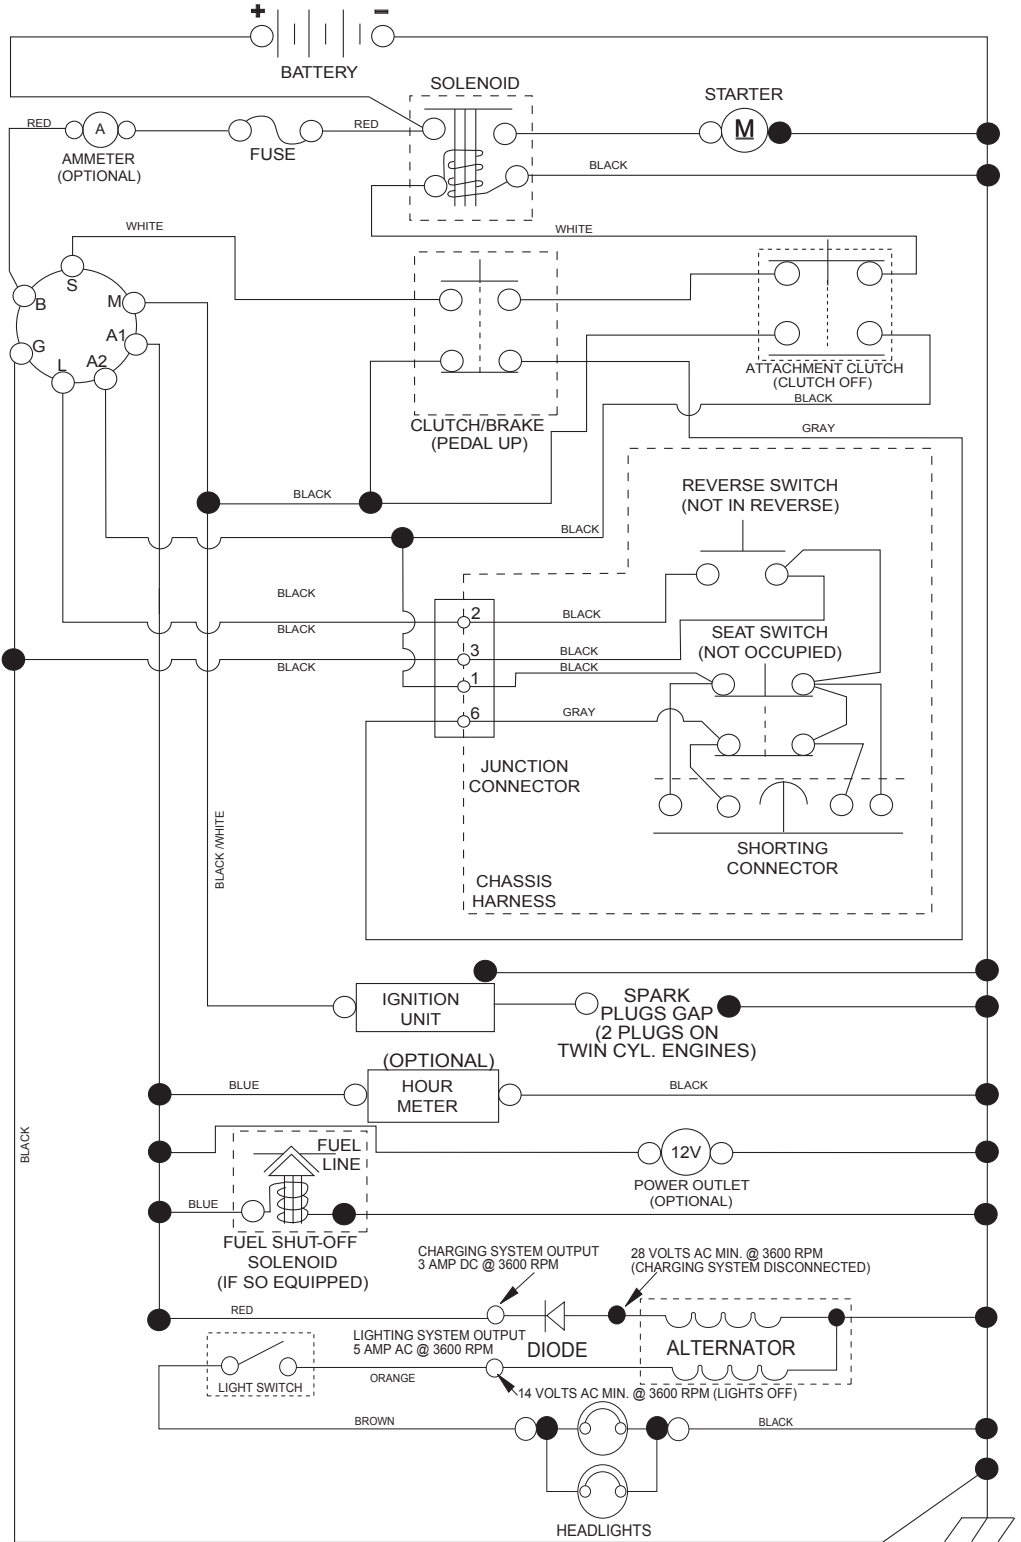 + –
BATTERY
SOLENOID
STARTER
RED
A
AMMETER
(OPTIONAL)
FUSE
RED
M
BLACK
WHITE
WHITE
S
B
M
G
A1
L
A2
CLUTCH/BRAKE
(PEDAL UP)
ATTACHMENT CLUTCH
(CLUTCH OFF)
BLACK
GRAY
BLACK
BLACK
REVERSE SWITCH
(NOT IN REVERSE)
BLACK
BLACK
BLACK
2
3
1
6
BLACK
BLACK
BLACK
GRAY
SEAT SWITCH
(NOT OCCUPIED)
JUNCTION
CONNECTOR
SHORTING
CONNECTOR
CHASSIS
HARNESS
BLACK /WHITE
IGNITION
UNIT
SPARK
PLUGS GAP
(2 PLUGS ON
TWIN CYL. ENGINES)
(OPTIONAL)
HOUR
METER
BLUE
BLACK
BLACK
FUEL
LINE
12V
POWER OUTLET
(OPTIONAL)
BLUE
FUEL SHUT-OFF
SOLENOID
(IF SO EQUIPPED)
CHARGING SYSTEM OUTPUT
3 AMP DC @ 3600 RPM
28 VOLTS AC MIN. @ 3600 RPM
(CHARGING SYSTEM DISCONNECTED)
RED
DIODE
ALTERNATOR
LIGHTING SYSTEM OUTPUT
5 AMP AC @ 3600 RPM
LIGHT SWITCH
ORANGE
14 VOLTS AC MIN. @ 3600 RPM (LIGHTS OFF)
BROWN
BLACK
HEADLIGHTS